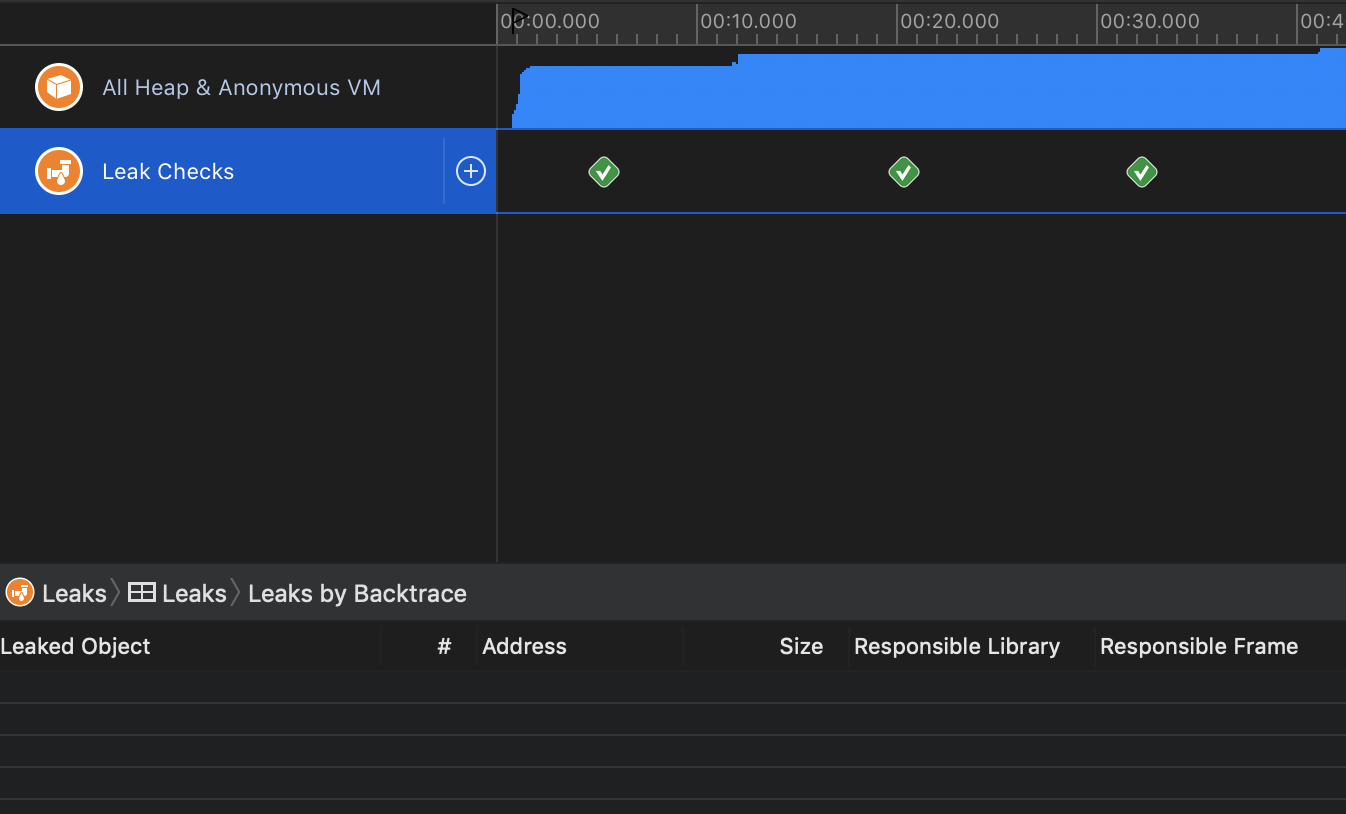 00:00.000 00:10.000 00:20.000 00:30.000 00:4
All Heap & Anonymous VM
Leak Checks
Leaks Leaks Leaks by Backtrace
Leaked Object # Address Size Responsible Library Responsible Frame